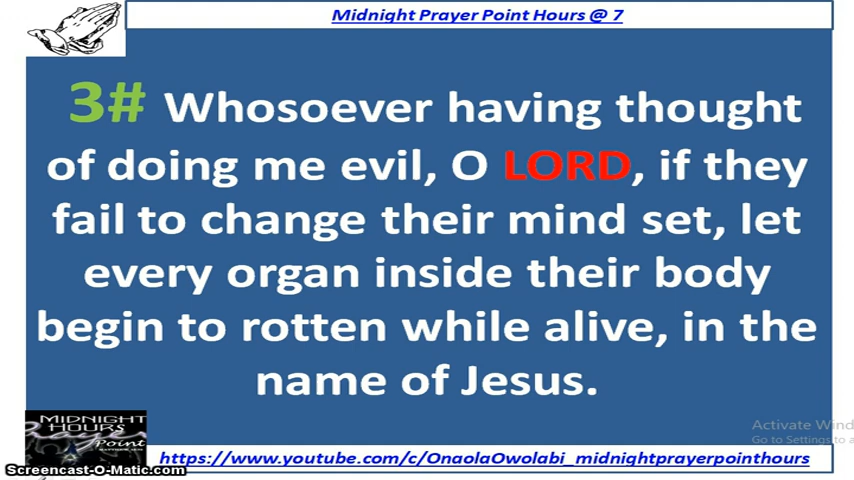 Midnight Prayer Point Hours @ 7
3# Whosoever having thought
of doing me evil, O LORD, if they
fail to change their mind set, let
every organ inside their body
begin to rotten while alive, in the
name of Jesus.
MIDNIGHT
HOURS
Prayer
Point
Activate Wind
Go to Settings to a
https://www.youtube.com/c/OnaolaOwolabi_midnightprayerpointhours
Screencast-O-Matic.com